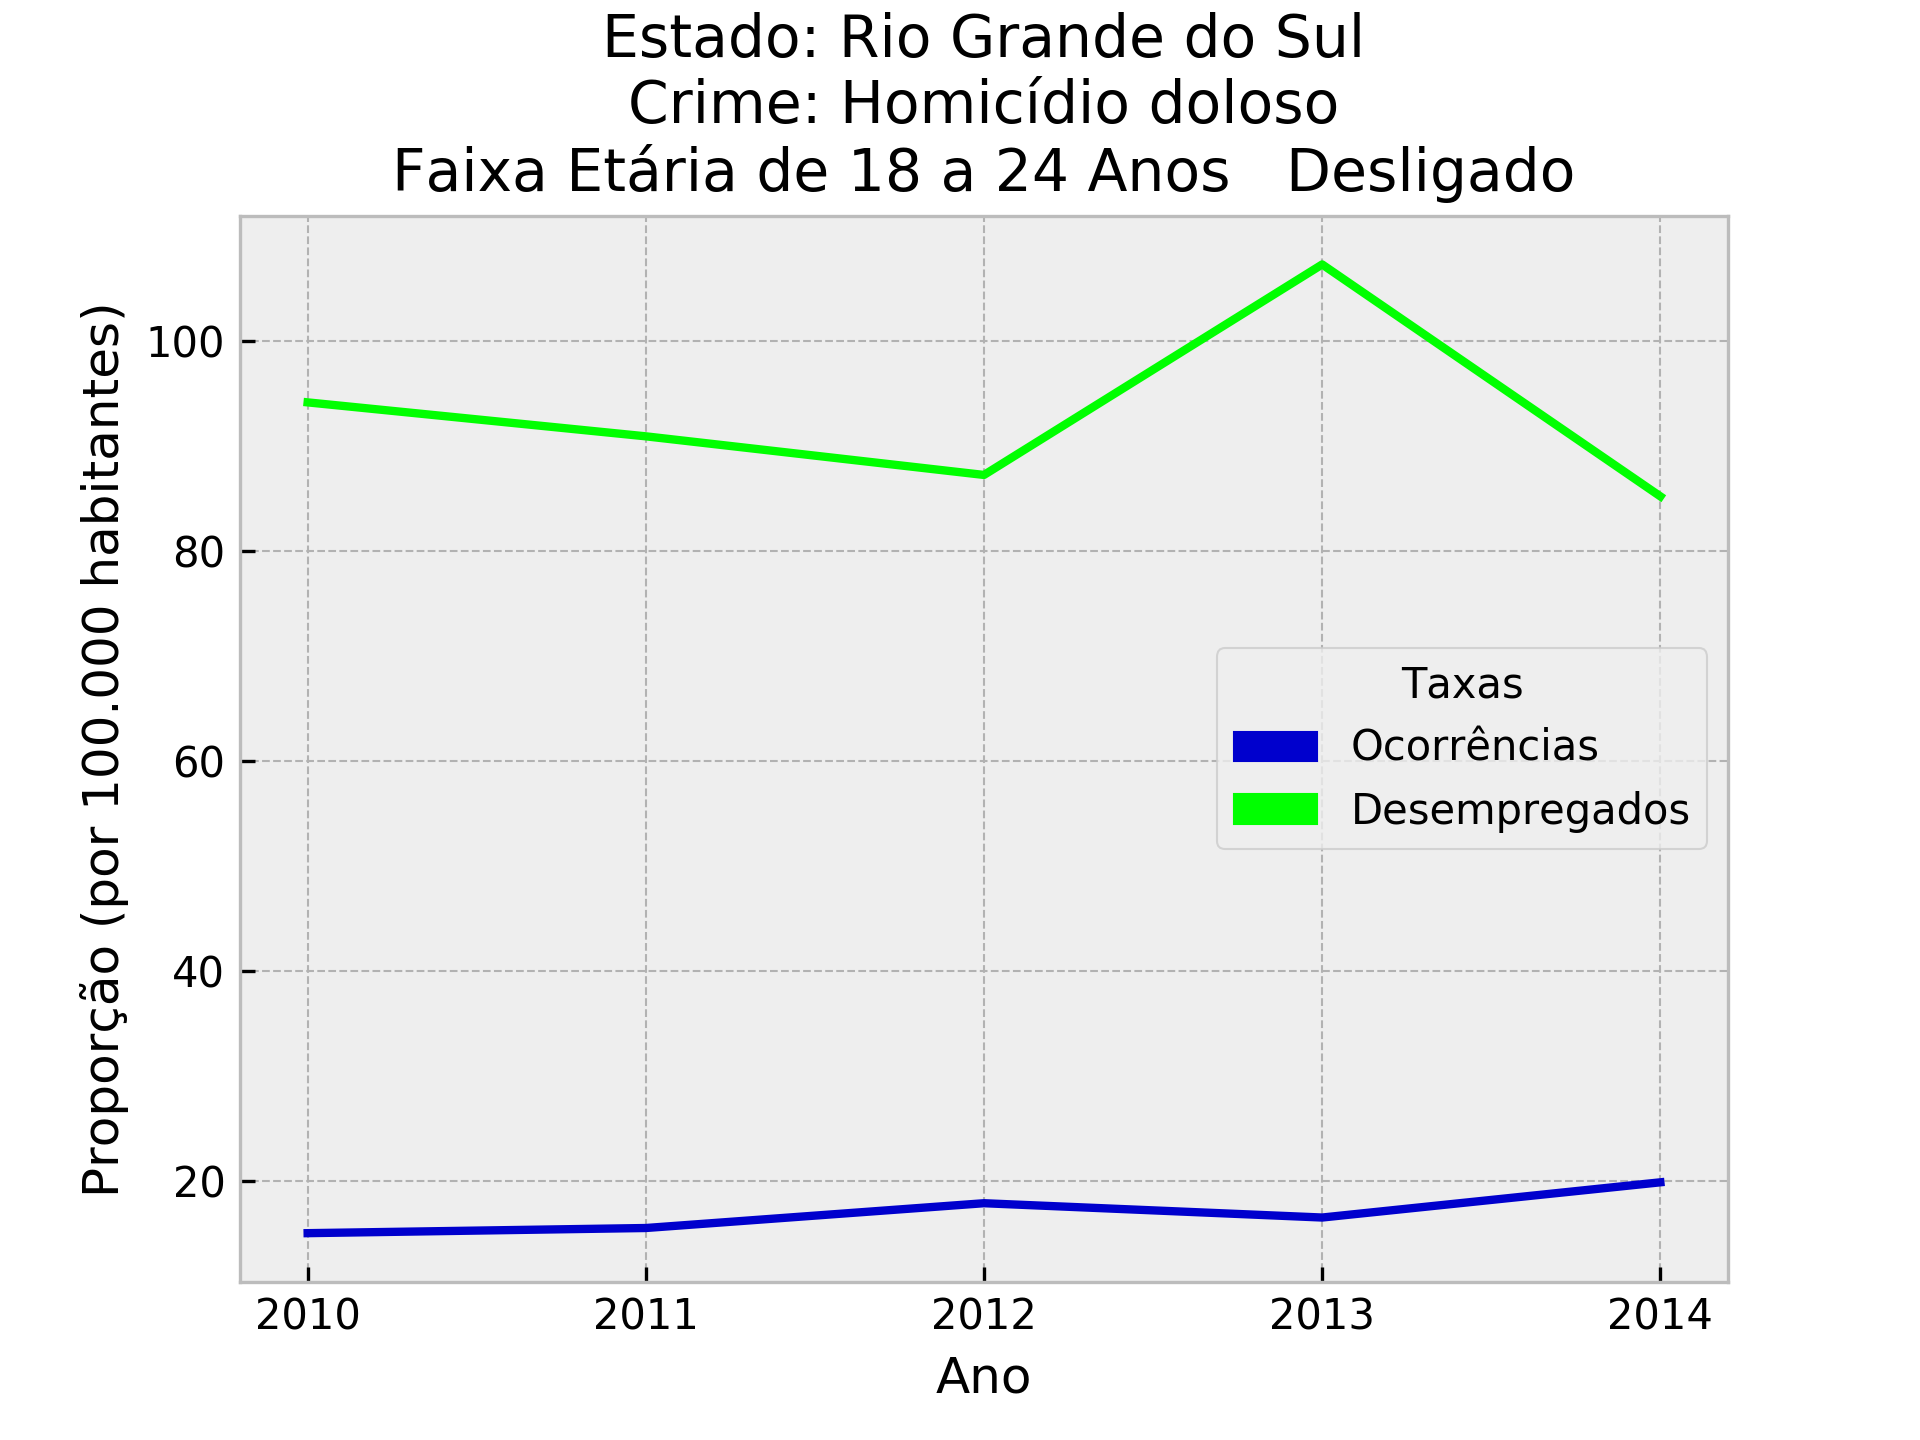 Estado: Rio Grande do Sul
Crime: Homicídio doloso
Faixa Etária de 18 a 24 Anos   Desligado
Proporção (por 100.000 habitantes)
100
80
60
40
20
Taxas
Ocorrências
Desempregados
2010 2011 2012 2013 2014
Ano